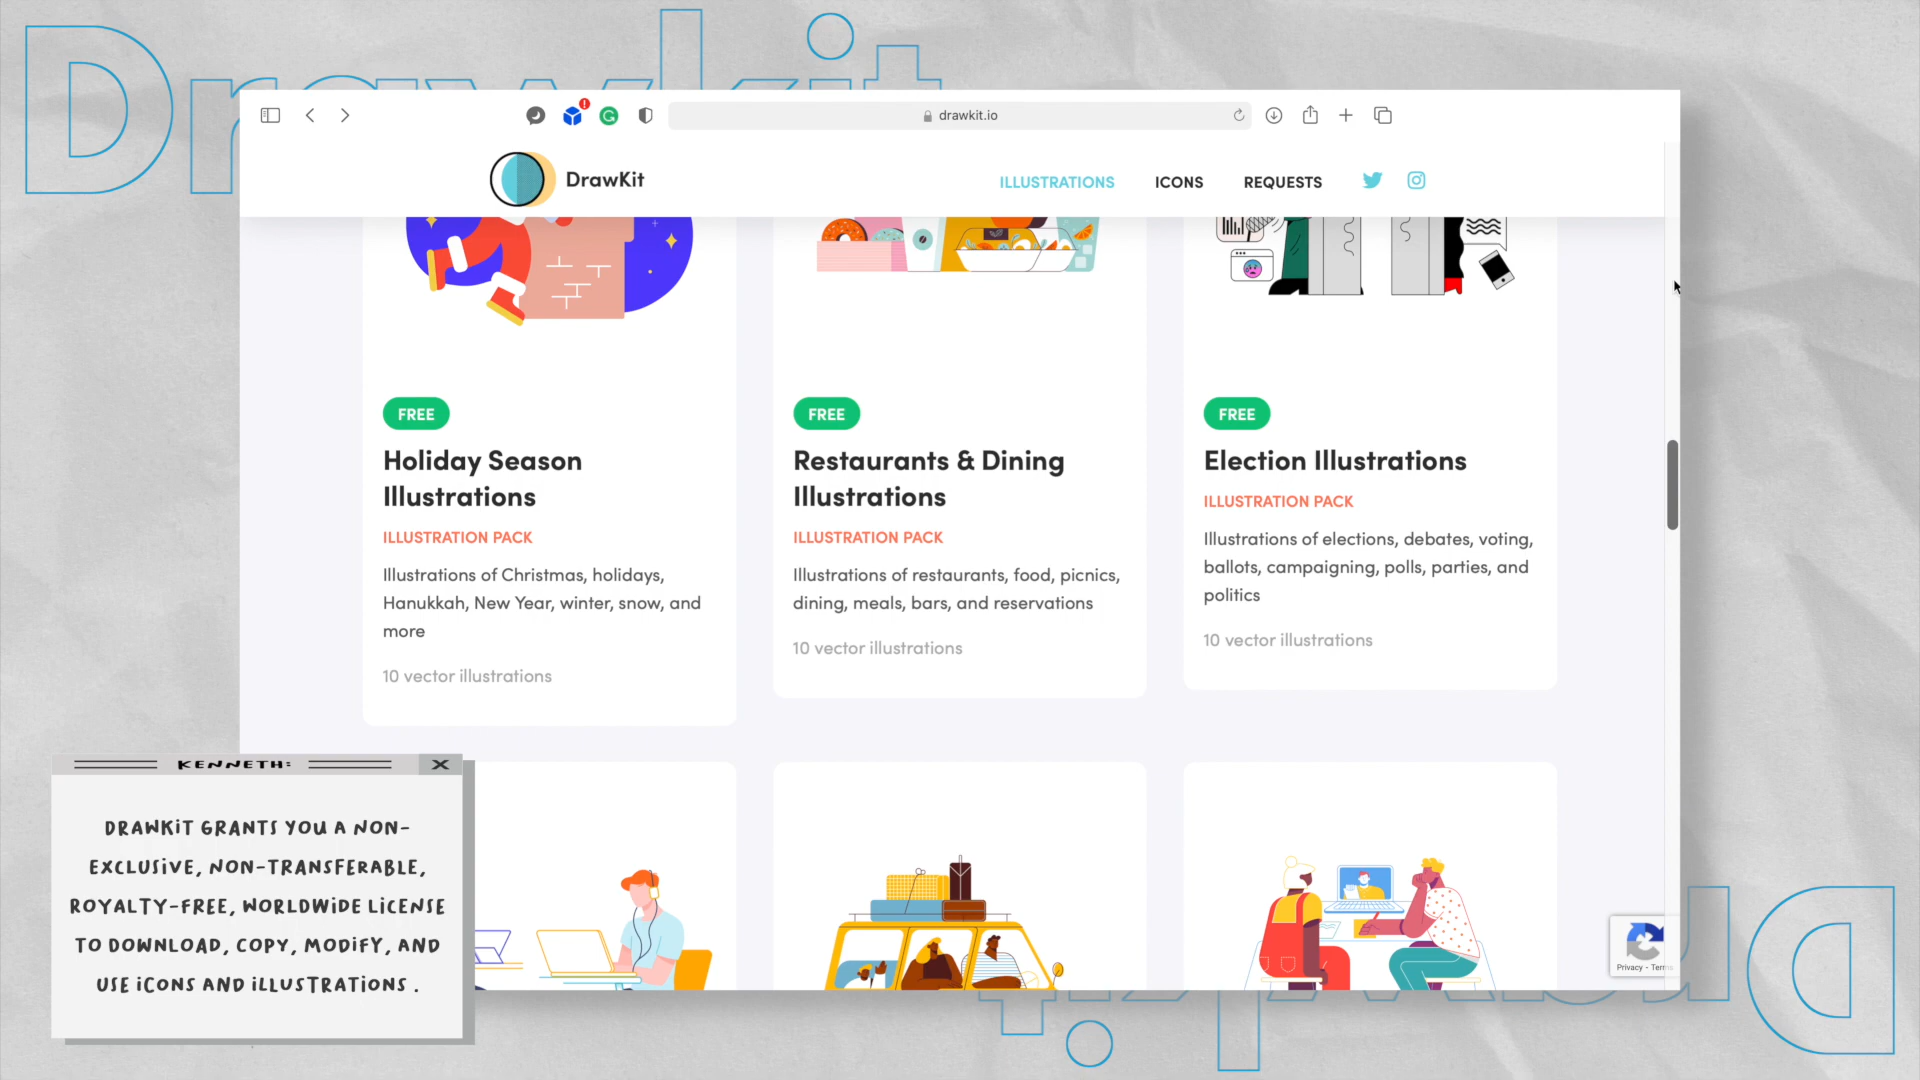 Drawkit
drawkit.io
DrawKit
ILLUSTRATIONS
ICONS
REQUESTS
FREE
Holiday Season
Illustrations
ILLUSTRATION PACK
Illustrations of Christmas, holidays,
Hanukkah, New Year, winter, snow, and
more
10 vector illustrations
FREE
Restaurants & Dining
Illustrations
ILLUSTRATION PACK
Illustrations of restaurants, food, picnics,
dining, meals, bars, and reservations
10 vector illustrations
FREE
Election Illustrations
ILLUSTRATION PACK
Illustrations of elections, debates, voting,
ballots, campaigning, polls, parties, and
politics
10 vector illustrations
KENNETH:
X
DRAWKIT GRANTS YOU A NON-
EXCLUSIVE, NON-TRANSFERABLE,
ROYALTY-FREE, WORLDWIDE LICENSE
TO DOWNLOAD, COPY, MODIFY, AND
USE ICONS AND ILLUSTRATIONS .
Privacy - Terms
Drawkit